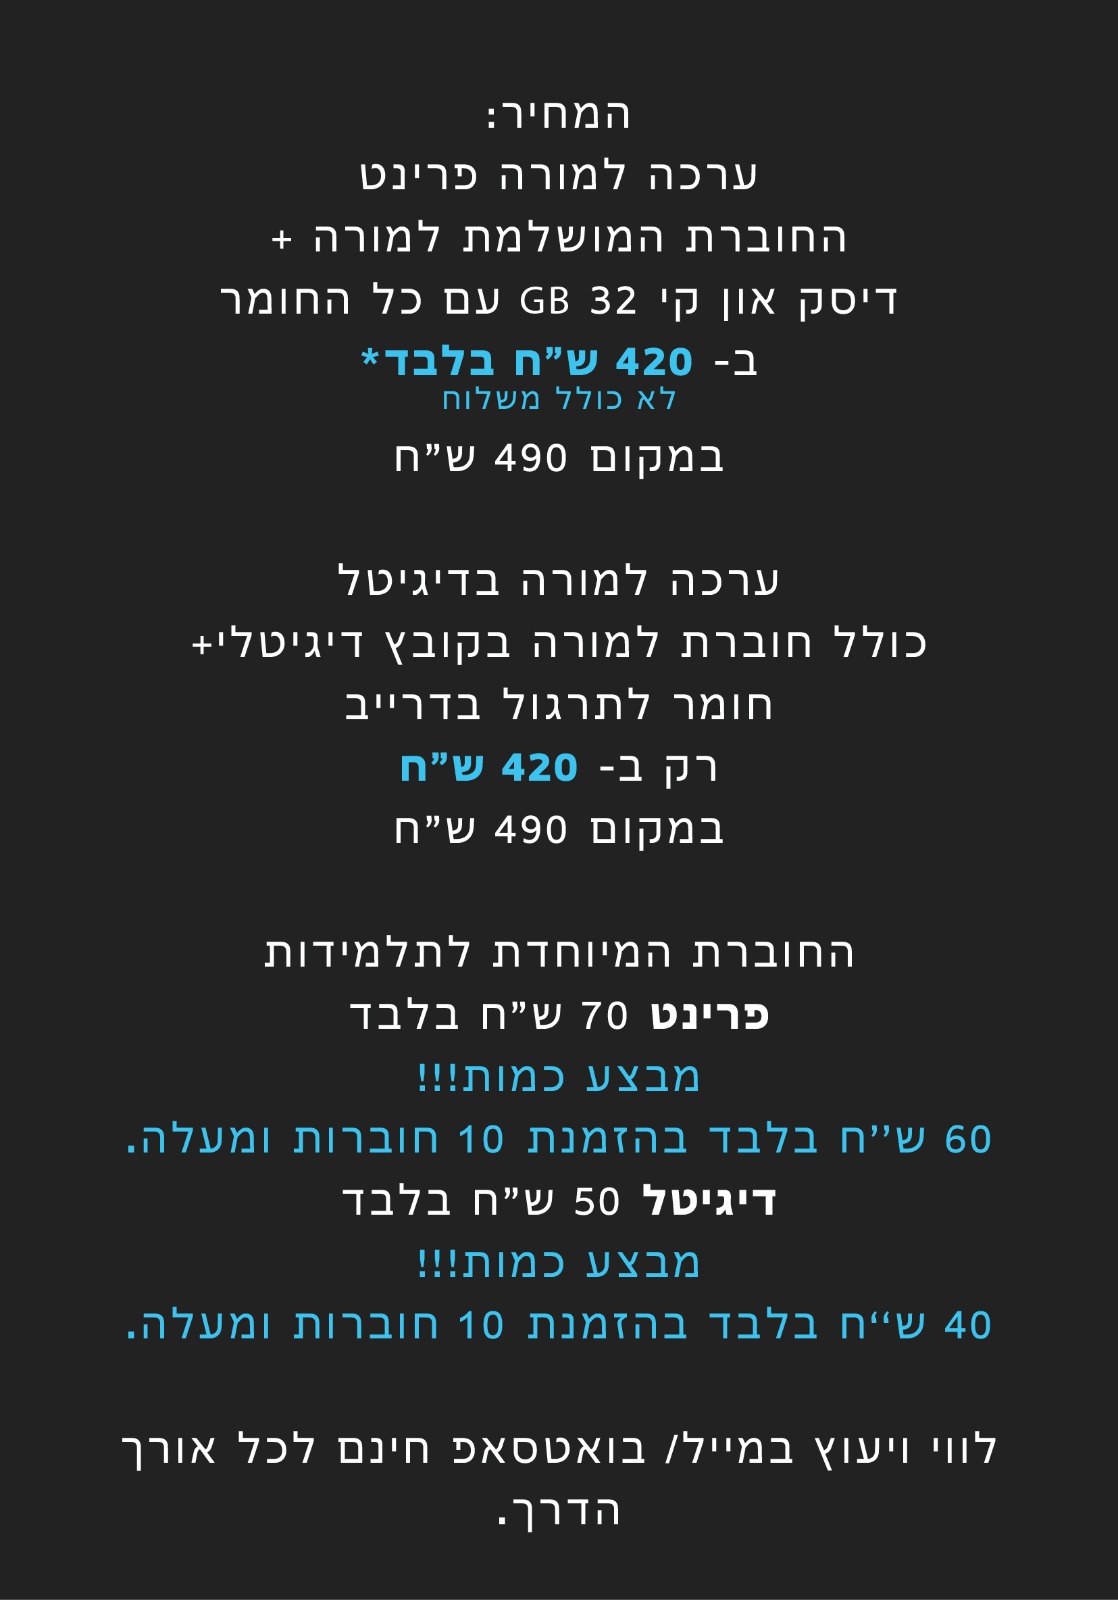 המחיר:
ערכה למורה פרינט
החוברת המושלמת למורה +
דיסק און קי 32 GB עם כל החומר
ב- 420 ש"ח בלבד*
לא כולל משלוח
במקום 490 ש"ח
ערכה למורה בדיגיטל
כולל חוברת למורה בקובץ דיגיטלי+
חומר לתרגול בדרייב
רק ב- 420 ש"ח
במקום 490 ש"ח
החוברת המיוחדת לתלמידות
פרינט 70 ש"ח בלבד
מבצע כמות!!!
60 ש’’ח בלבד בהזמנת 10 חוברות ומעלה.
דיגיטל 50 ש"ח בלבד
מבצע כמות!!!
40 ש‘‘ח בלבד בהזמנת 10 חוברות ומעלה.
לווי ויעוץ במייל/ בואטסאפ חינם לכל אורך
הדרך.